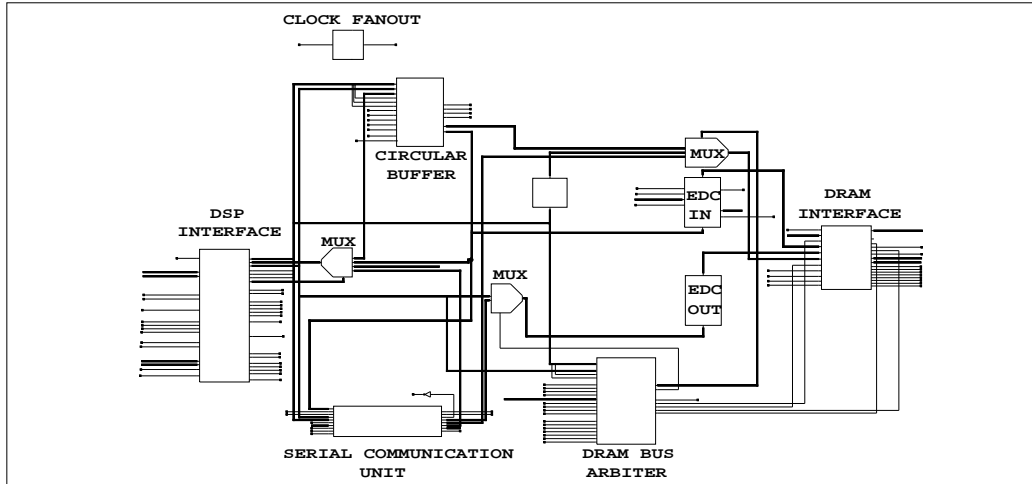 CLOCK FANOUT
CIRCULAR
BUFFER
MUX
EDC
IN
DRAM
INTERFACE
DSP
INTERFACE
MUX
MUX
EDC
OUT
SERIAL COMMUNICATION
UNIT
DRAM BUS
ARBITER